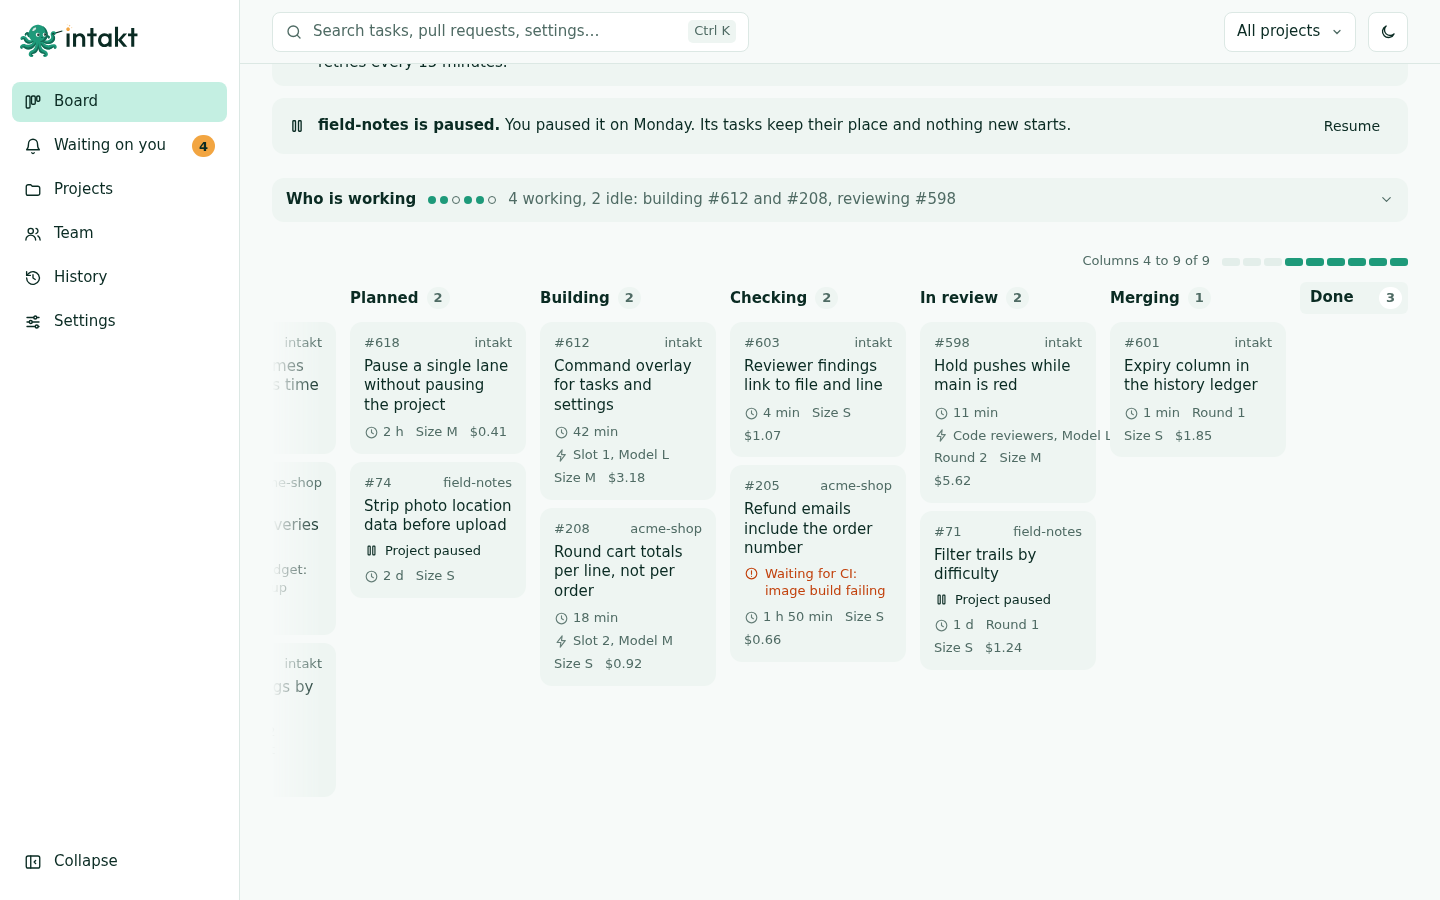 intakt
Search tasks, pull requests, settings...
Ctrl K
All projects
Board
Waiting on you 4
Projects
Team
History
Settings
Collapse
retries every 15 minutes.
field-notes is paused. You paused it on Monday. Its tasks keep their place and nothing new starts.
Resume
Who is working
4 working, 2 idle: building #612 and #208, reviewing #598
Columns 4 to 9 of 9
intakt
s time
intakt
gs by
Planned 2
#618 intakt
Pause a single lane
without pausing
the project
2 h Size M $0.41
#74 field-notes
Strip photo location
data before upload
Project paused
2 d Size S
Building 2
#612 intakt
Command overlay
for tasks and
settings
42 min
Slot 1, Model L
Size M $3.18
#208 acme-shop
Round cart totals
per line, not per
order
18 min
Slot 2, Model M
Size S $0.92
Checking 2
#603 intakt
Reviewer findings
link to file and line
4 min Size S
$1.07
#205 acme-shop
Refund emails
include the order
number
Waiting for CI:
image build failing
1 h 50 min Size S
$0.66
In review 2
#598 intakt
Hold pushes while
main is red
11 min
Code reviewers, Model L
Round 2 Size M
$5.62
#71 field-notes
Filter trails by
difficulty
Project paused
1 d Round 1
Size S $1.24
Merging 1
#601 intakt
Expiry column in
the history ledger
1 min Round 1
Size S $1.85
Done 3